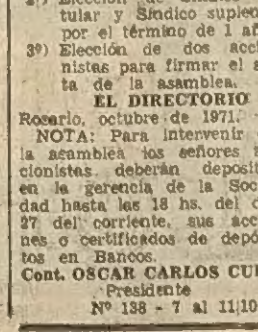 tular y Síndico suplen
por el término de 1 añ
3º) Elección de dos acci
nistas para firmar el a
ta de la asamblea.
EL DIRECTORIO
Rosario, octubre de 1971.
NOTA: Para intervenir
la asamblea los señores a
cionistas deberán deposit
en la gerencia de la Soc
dad hasta las 18 hs. del d
27 del corriente, sus acc
nes o certificados de depó
tos en Bancos.
Cont. OSCAR CARLOS CU
Presidente
Nº 138 - 7 al 11|10